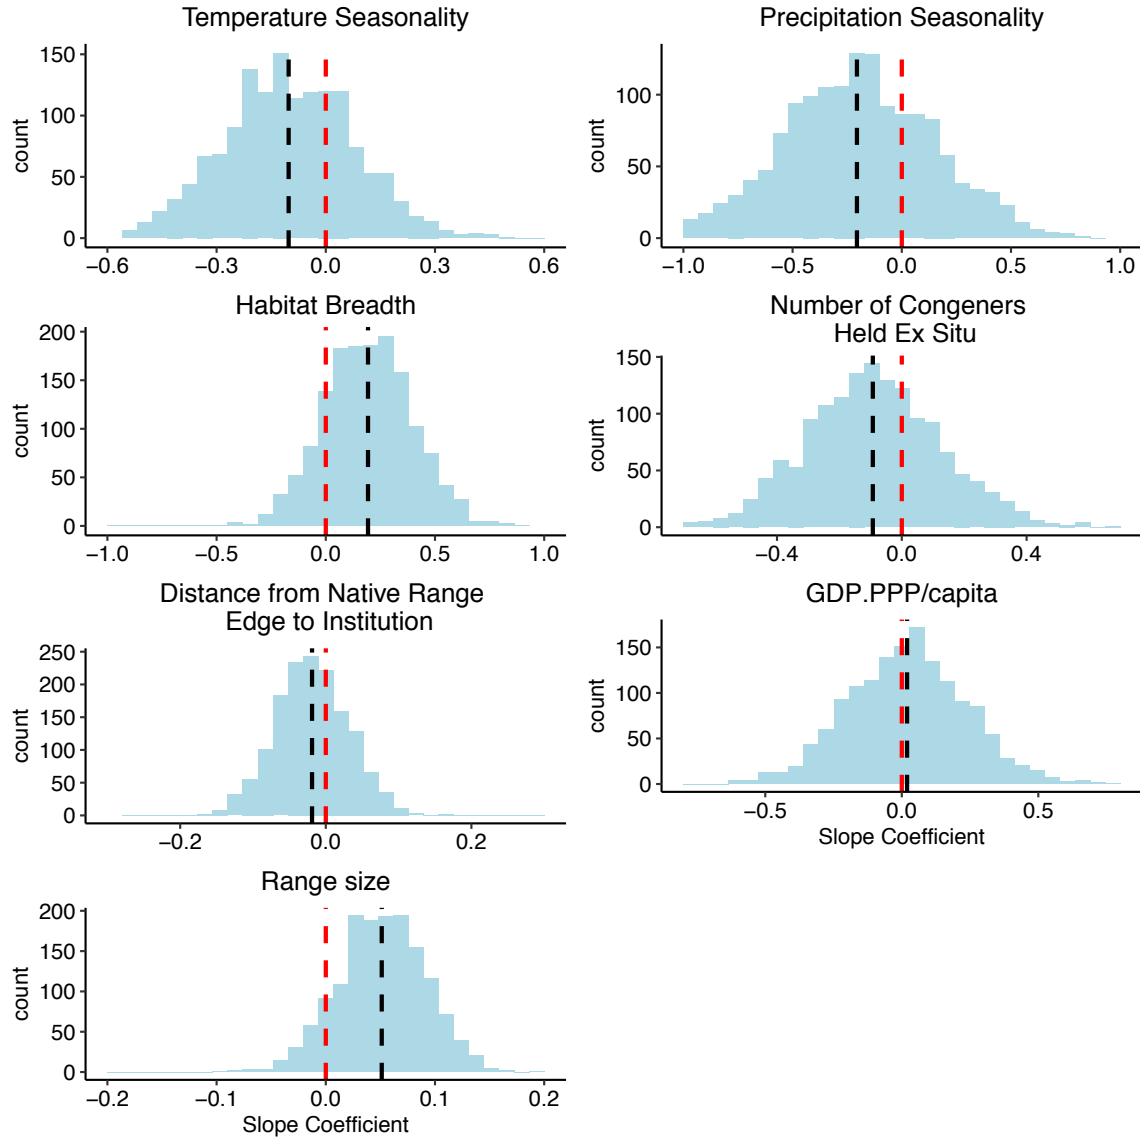 Temperature Seasonality
count
150
100
50
0
−0.6 −0.3 0.0 0.3 0.6
Precipitation Seasonality
count
100
50
0
−1.0 −0.5 0.0 0.5 1.0
Habitat Breadth
count
200
150
100
50
0
−1.0 −0.5 0.0 0.5 1.0
Number of Congeners
Held Ex Situ
count
150
100
50
0
−0.4 0.0 0.4
Distance from Native Range
Edge to Institution
count
250
200
150
100
50
0
−0.2 0.0 0.2
GDP.PPP/capita
count
150
100
50
0
−0.5 0.0 0.5
Slope Coefficient
Range size
count
200
150
100
50
0
−0.2 −0.1 0.0 0.1 0.2
Slope Coefficient